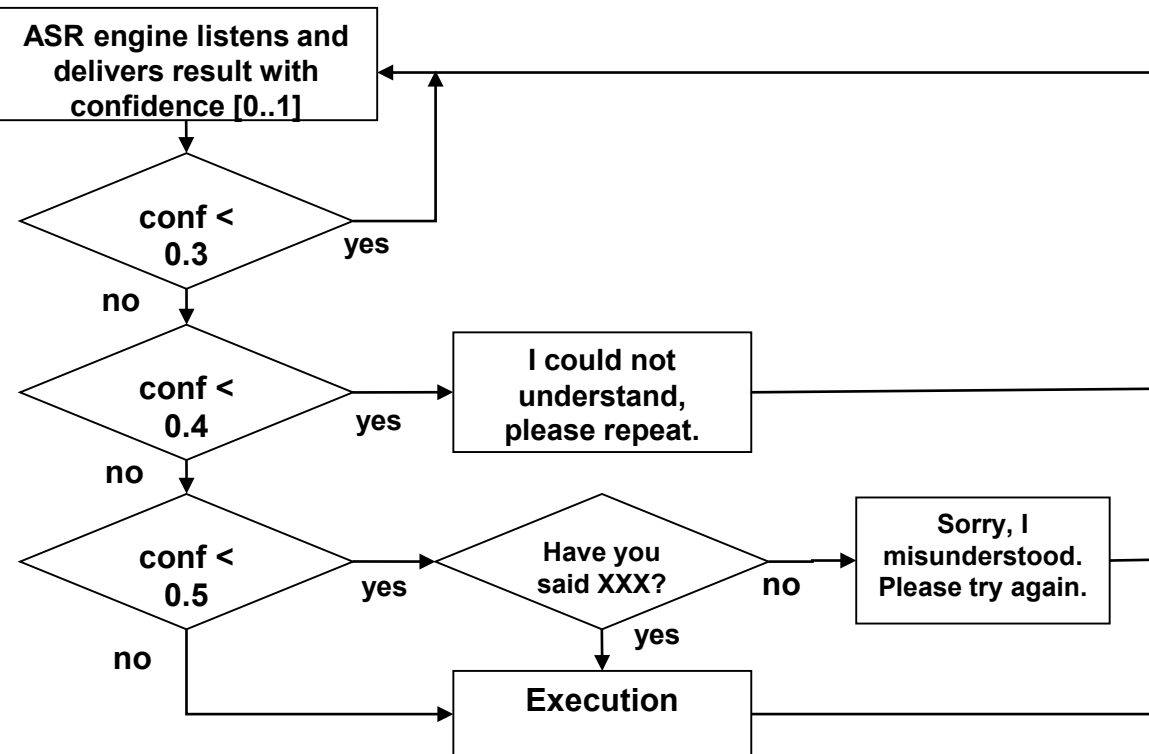 ASR engine listens and
delivers result with
confidence [0..1]
conf <
0.3
yes
no
conf <
0.4
yes
I could not
understand,
please repeat.
no
conf <
0.5
yes
Have you
said XXX?
no
Sorry, I
misunderstood.
Please try again.
yes
no
Execution